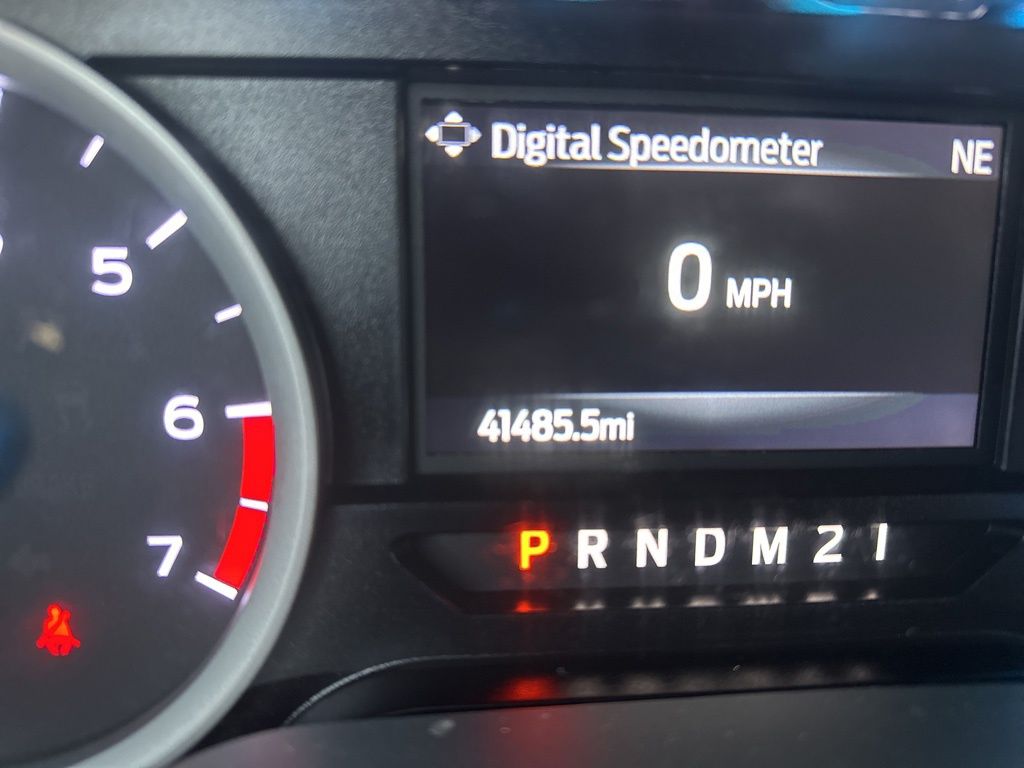 Digital Speedometer NE
0 MPH
41485.5mi
P R N D M 2 1
5
6
7